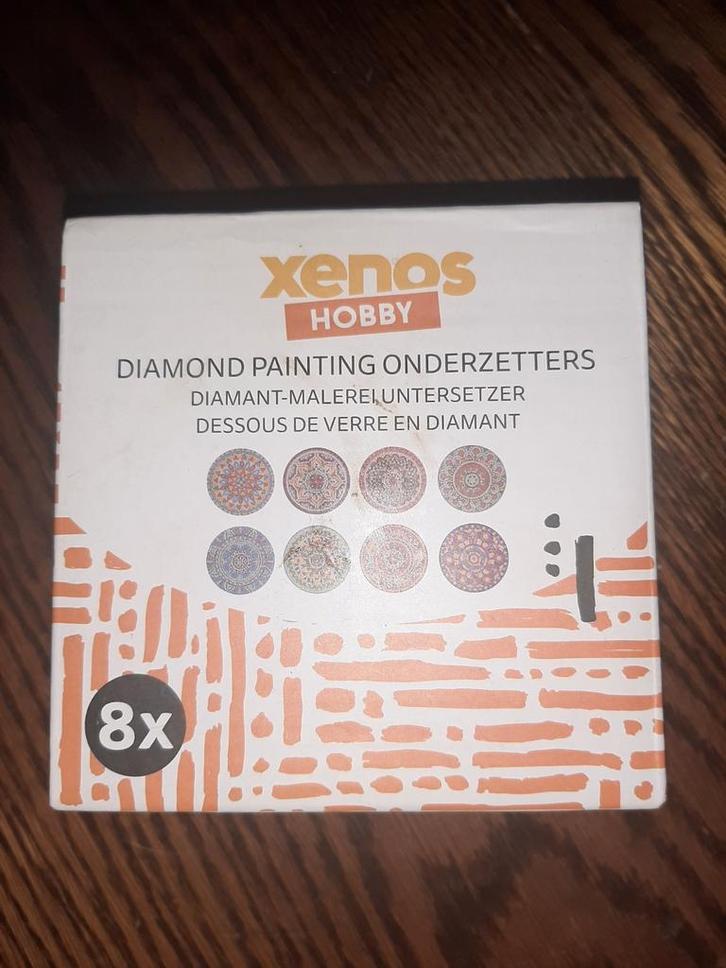 xenos
HOBBY
DIAMOND PAINTING ONDERZETTERS
DIAMANT-MALEREI UNTERSETZER
DESSOUS DE VERRE EN DIAMANT
8x